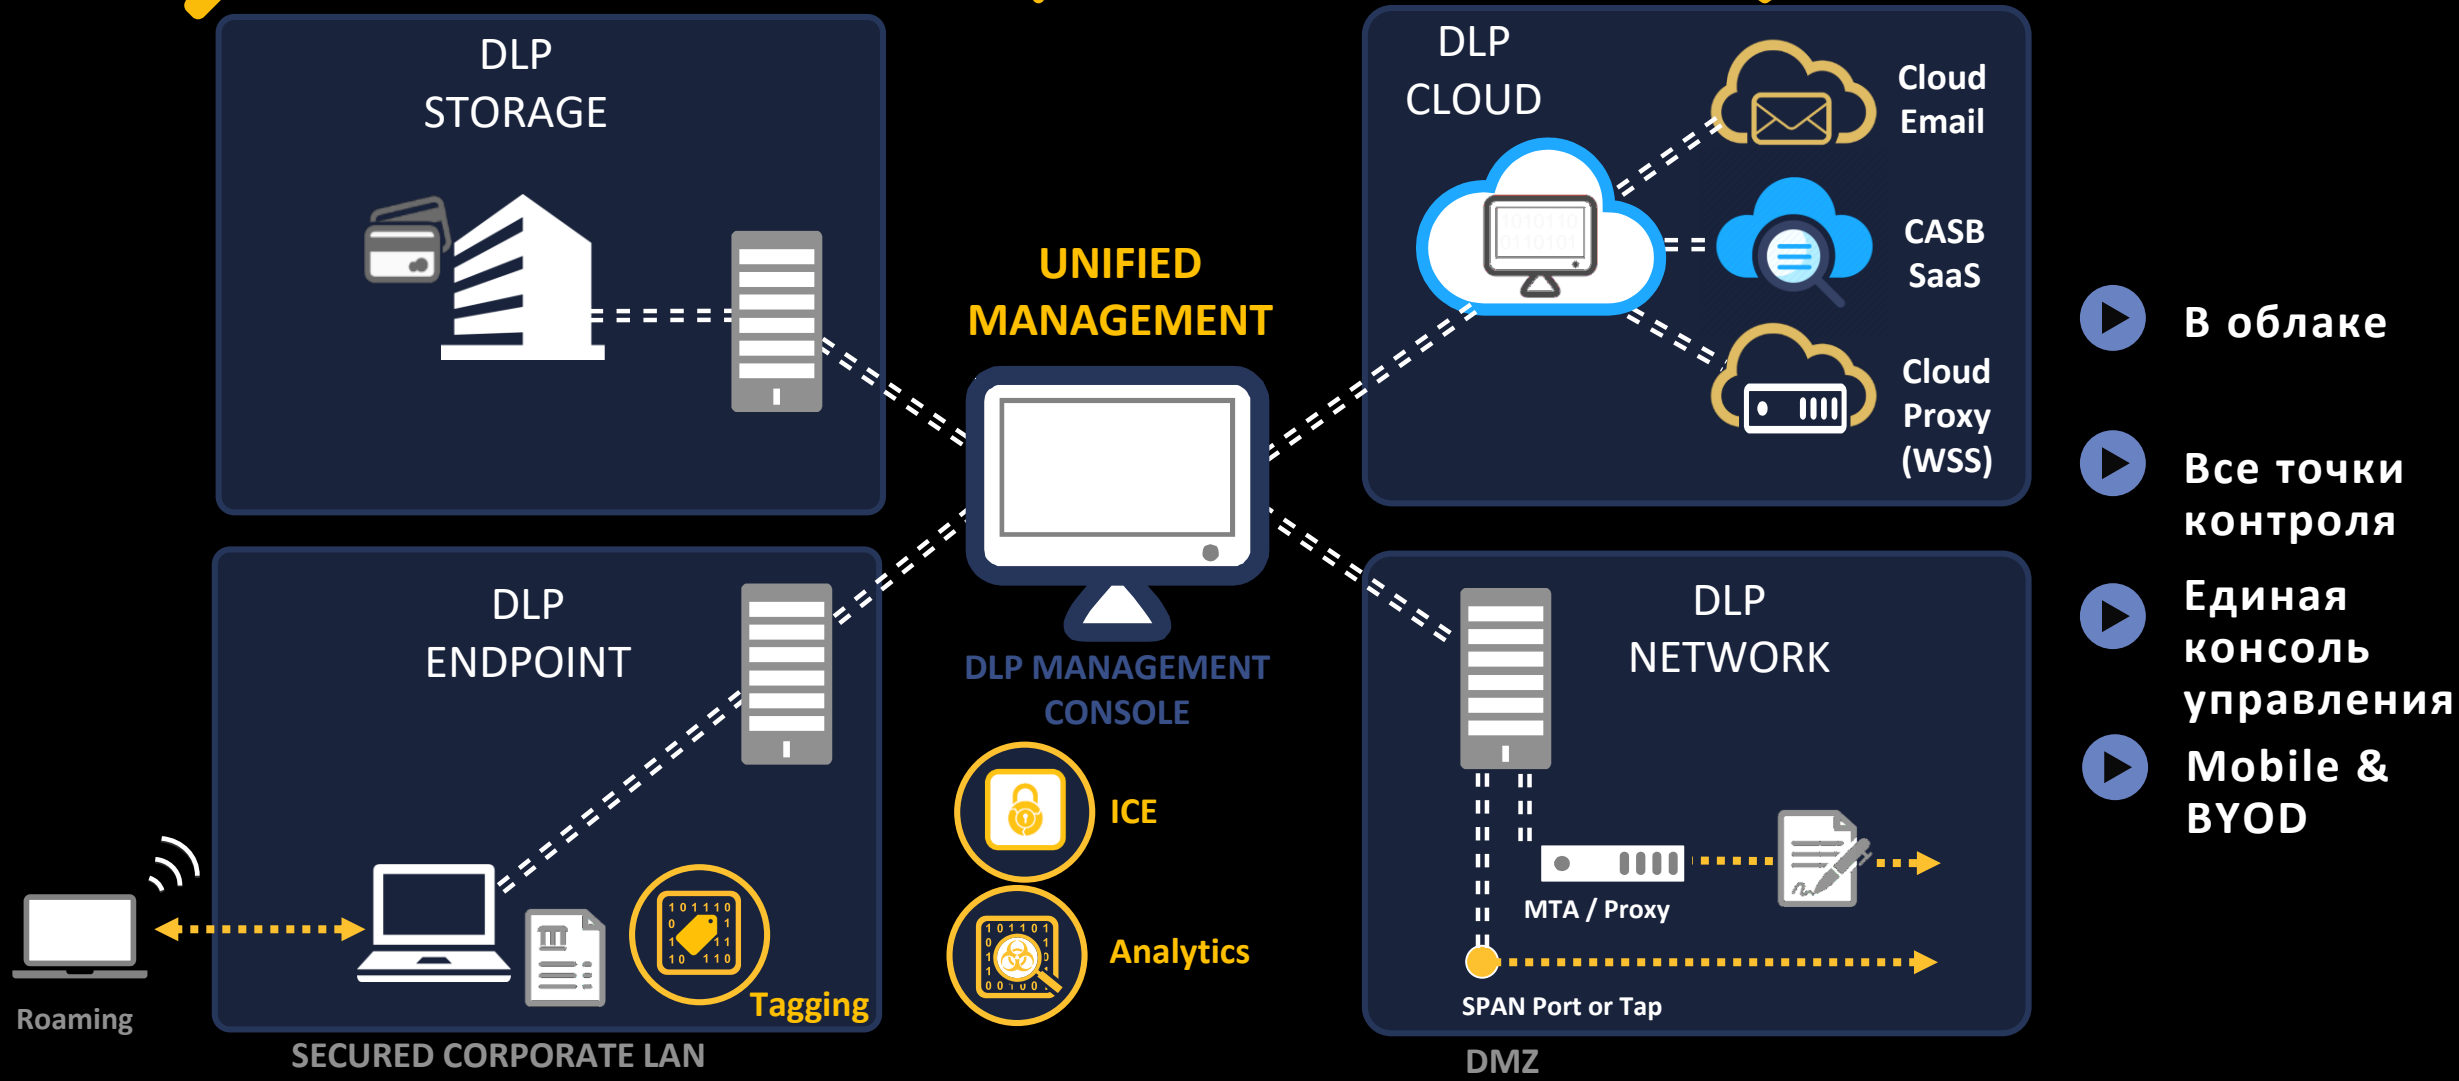 DLP
STORAGE
DLP
CLOUD
Cloud
Email
CASB
SaaS
Cloud
Proxy
(WSS)
UNIFIED
MANAGEMENT
DLP MANAGEMENT
CONSOLE
ICE
Analytics
DLP
ENDPOINT
Tagging
Roaming
SECURED CORPORATE LAN
DLP
NETWORK
MTA / Proxy
SPAN Port or Tap
DMZ
В облаке
Все точки
контроля
Единая
консоль
управления
Mobile &
BYOD